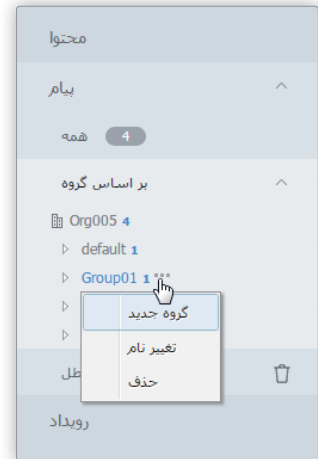 محتوا
پیام
همه 4
بر اساس گروه
Org005 4
default 1
Group01 1
گروه جدید
تغییر نام
حذف
رویداد